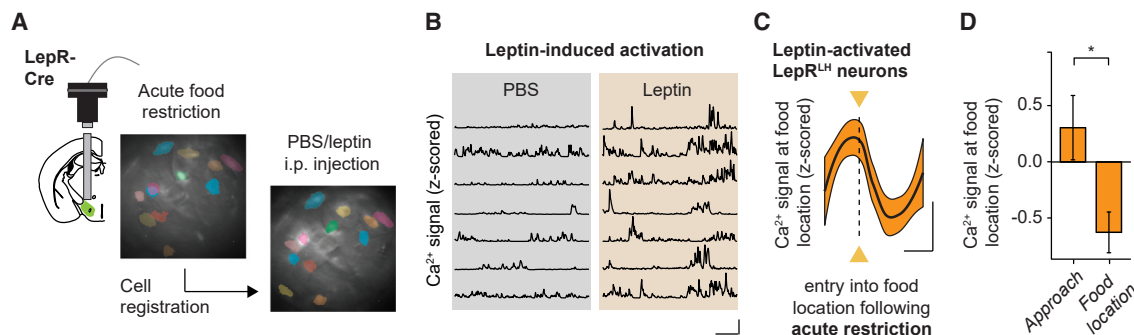 A
LepR-
Cre
Acute food
restriction
PBS/leptin
i.p. injection
Cell
registration
B
Leptin-induced activation
PBS
Leptin
Ca2+ signal (z-scored)
C
Leptin-activated
LepRLH neurons
Ca2+ signal at food
location (z-scored)
entry into food
location following
acute restriction
D
Ca2+ signal at food
location (z-scored)
*
0.5
0.0
-0.5
Approach
Food
location